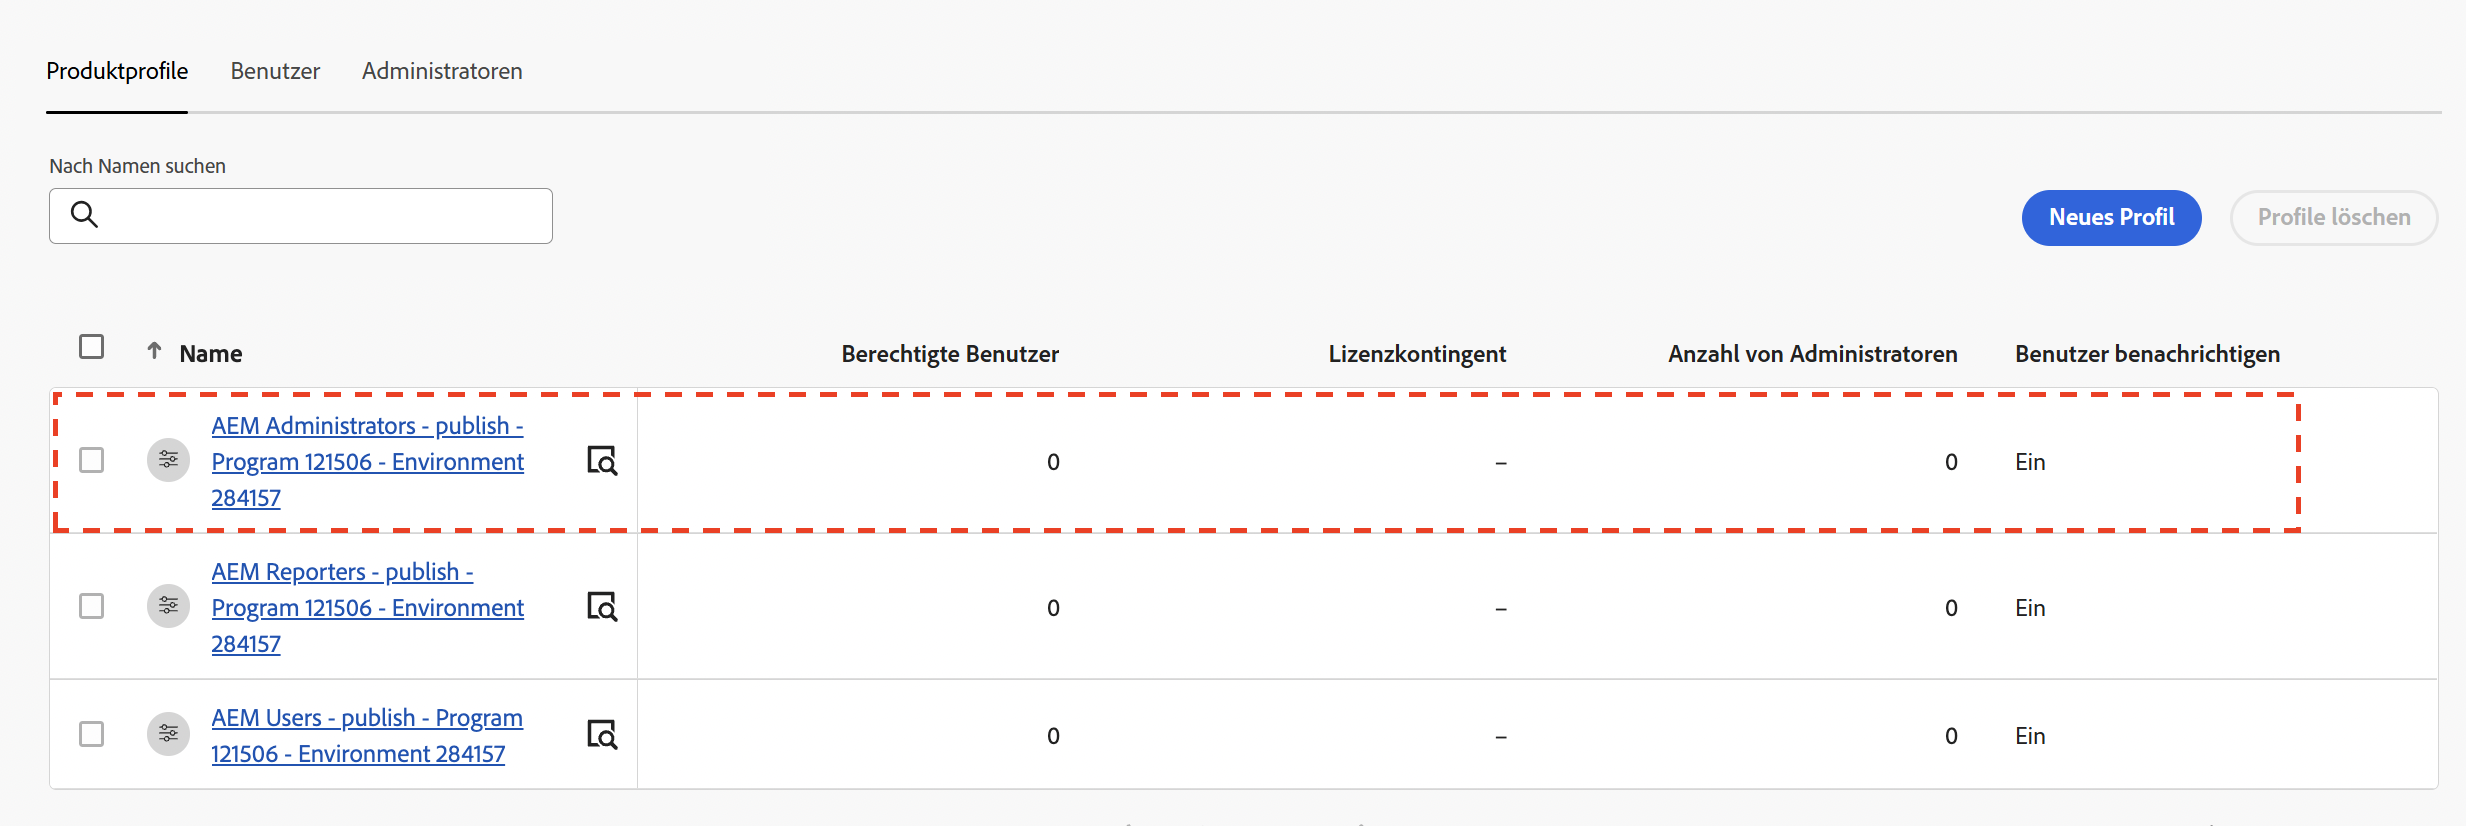 Produktprofile Benutzer Administratoren
Nach Namen suchen
Neues Profil Profile löschen
Name Berechtigte Benutzer Lizenzkontingent Anzahl von Administratoren Benutzer benachrichtigen
AEM Administrators - publish -
Program 121506 - Environment 0 – 0 Ein
284157
AEM Reporters - publish -
Program 121506 - Environment 0 – 0 Ein
284157
AEM Users - publish - Program
0 – 0 Ein
121506 - Environment 284157